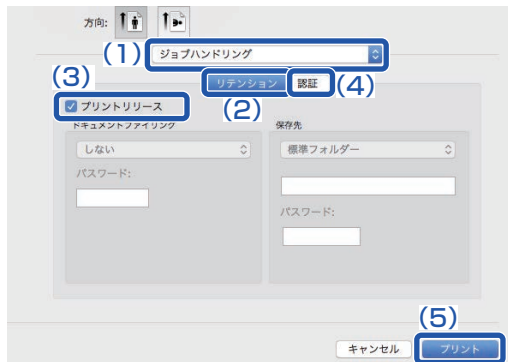 方向:
(1) ジョブハンドリング
(3) リテンション 認証 (4)
(2)
プリントリリース
ドキュメントファイリング 保存先
しない 標準フォルダー
パスワード:
パスワード:
(5)
キャンセル プリント